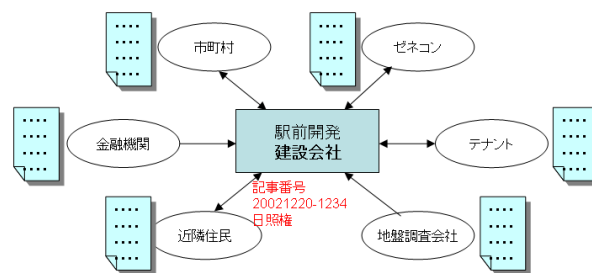 市町村
ゼネコン
駅前開発
建設会社
金融機関
テナント
記事番号
20021220-1234
日照権
近隣住民
地盤調査会社